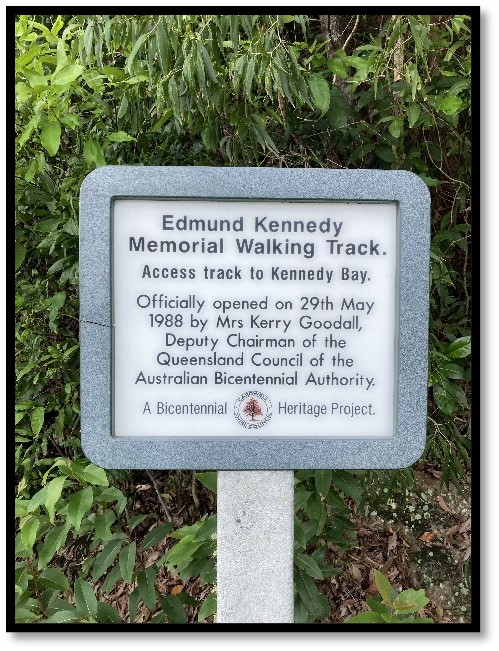 Edmund Kennedy
Memorial Walking Track.
Access track to Kennedy Bay.
Officially opened on 29th May
1988 by Mrs Kerry Goodall,
Deputy Chairman of the
Queensland Council of the
Australian Bicentennial Authority.
A Bicentennial Heritage Project.